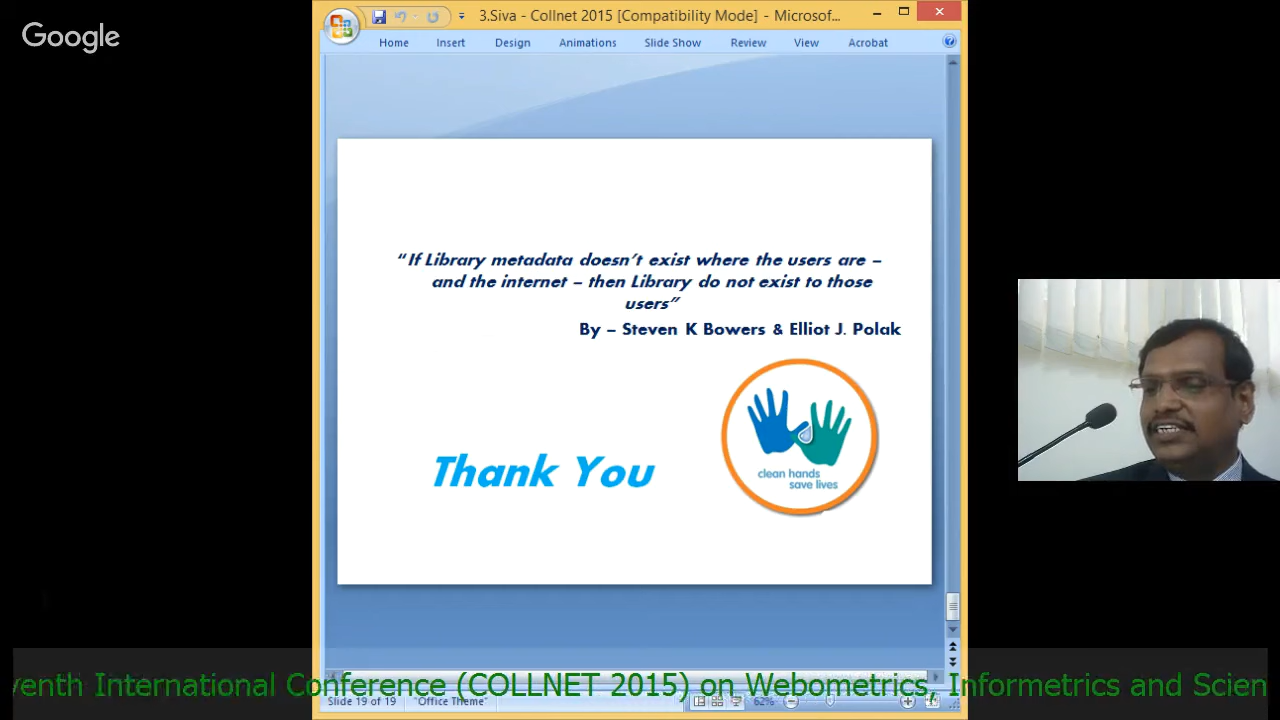 Google
3.Siva - Collnet 2015 [Compatibility Mode] - Microsof...
Home Insert Design Animations Slide Show Review View Acrobat
“If Library metadata doesn’t exist where the users are –
and the internet – then Library do not exist to those
users”
By – Steven K Bowers & Elliot J. Polak
Thank You
clean hands
save lives
venth International Conference (COLLNET 2015) on Webometrics, Informetrics and Scien
Slide 19 of 19 "Office Theme" 62%